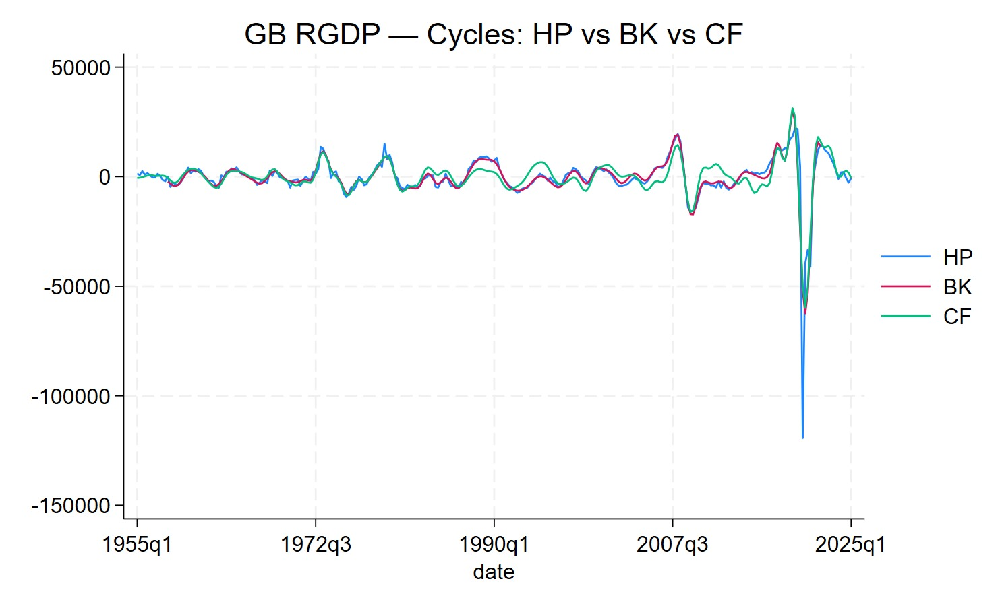 GB RGDP — Cycles: HP vs BK vs CF
50000
0
-50000
-100000
-150000
1955q1 1972q3 1990q1 2007q3 2025q1
date
HP
BK
CF